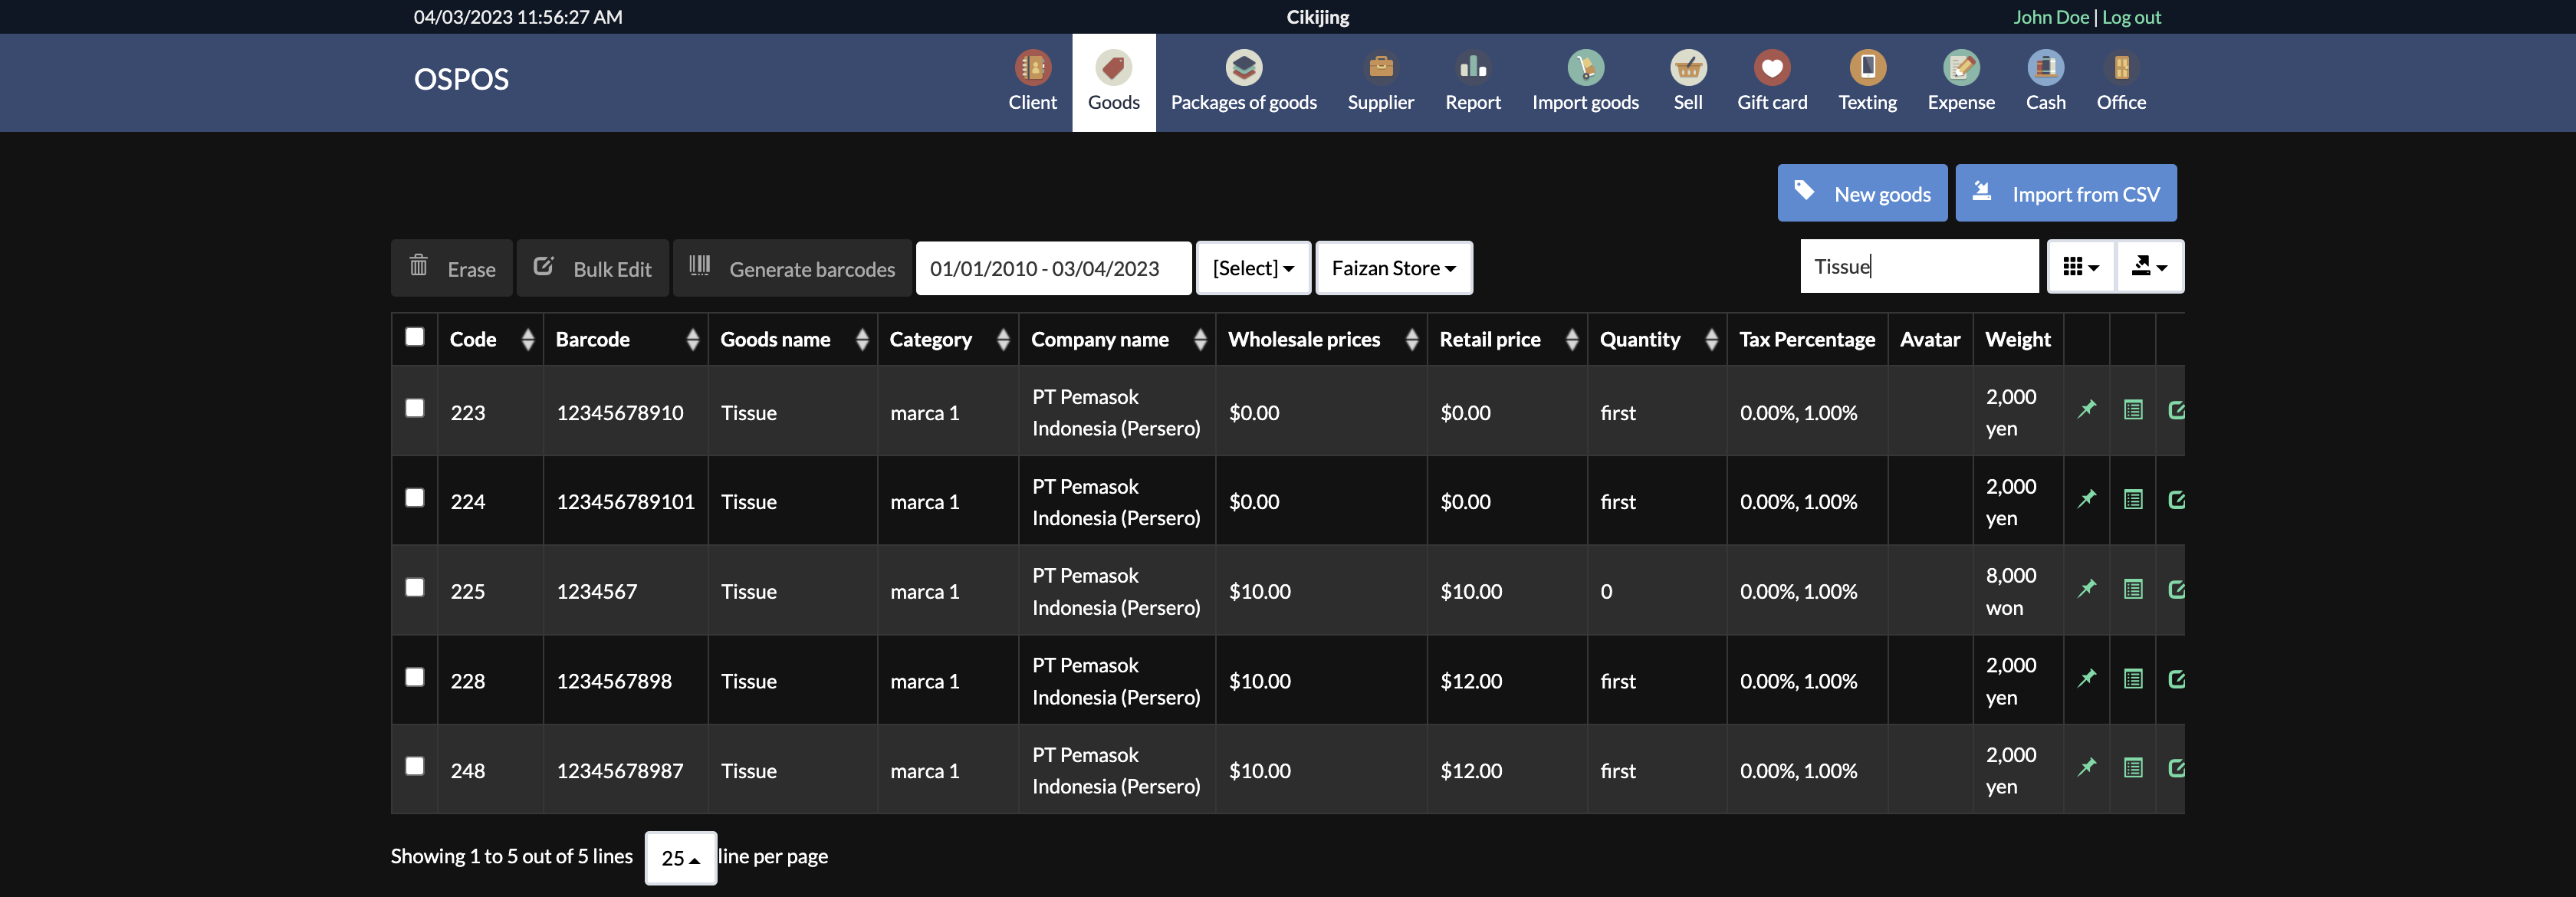 04/03/2023 11:56:27 AM
Cikijing
John Doe | Log out
OSPOS
Client
Goods
Packages of goods
Supplier
Report
Import goods
Sell
Gift card
Texting
Expense
Cash
Office
New goods
Import from CSV
Erase
Bulk Edit
Generate barcodes
01/01/2010 - 03/04/2023
[Select]
Faizan Store
Tissue
Code Barcode Goods name Category Company name Wholesale prices Retail price Quantity Tax Percentage Avatar Weight
223 12345678910 Tissue marca 1 PT Pemasok Indonesia (Persero) $0.00 $0.00 first 0.00%, 1.00% 2,000 yen
224 123456789101 Tissue marca 1 PT Pemasok Indonesia (Persero) $0.00 $0.00 first 0.00%, 1.00% 2,000 yen
225 1234567 Tissue marca 1 PT Pemasok Indonesia (Persero) $10.00 $10.00 0 0.00%, 1.00% 8,000 won
228 1234567898 Tissue marca 1 PT Pemasok Indonesia (Persero) $10.00 $12.00 first 0.00%, 1.00% 2,000 yen
248 12345678987 Tissue marca 1 PT Pemasok Indonesia (Persero) $10.00 $12.00 first 0.00%, 1.00% 2,000 yen
Showing 1 to 5 out of 5 lines 25 line per page